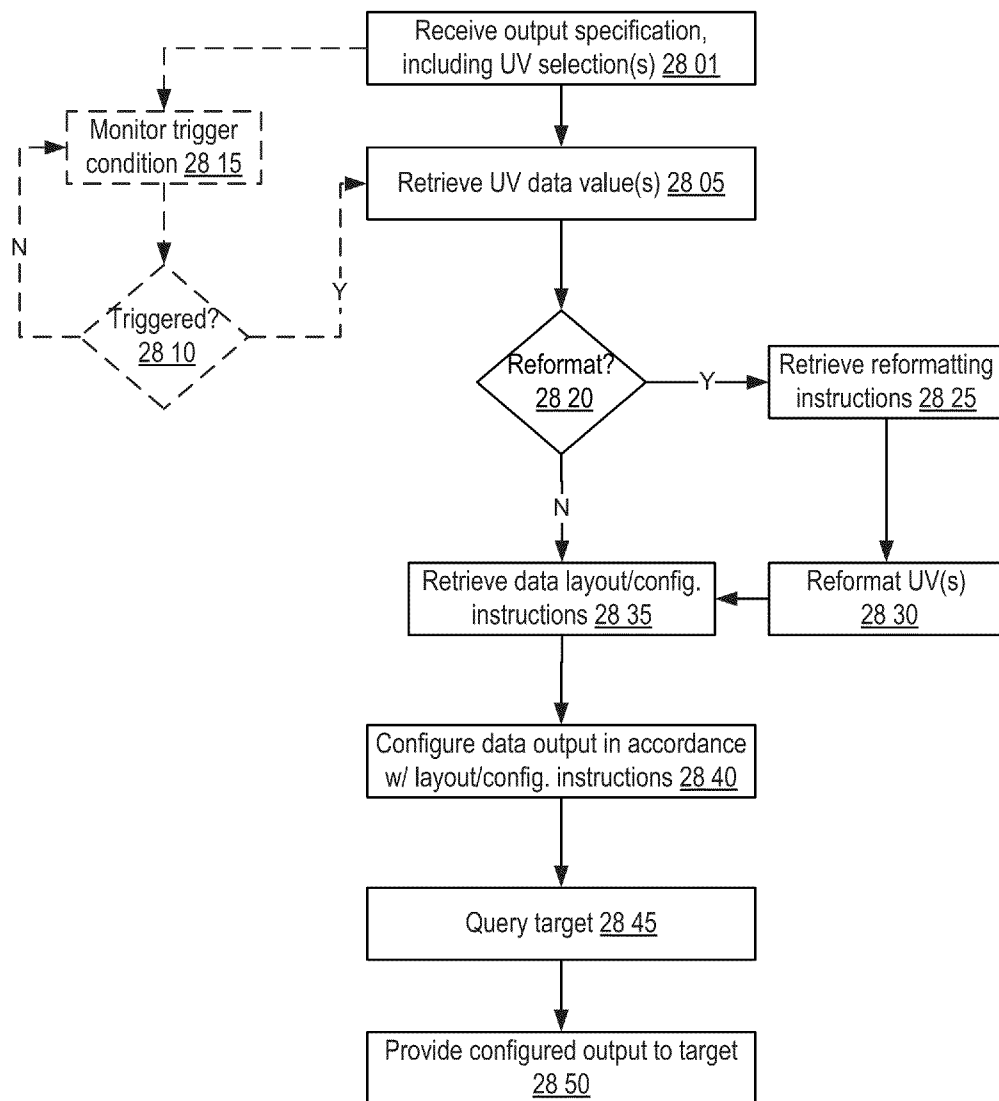 Receive output specification,
including UV selection(s) 28 01
Monitor trigger
condition 28 15
Retrieve UV data value(s) 28 05
N
Y
Triggered?
28 10
Reformat?
28 20
Y
Retrieve reformatting
instructions 28 25
N
Retrieve data layout/config.
instructions 28 35
Reformat UV(s)
28 30
Configure data output in accordance
w/ layout/config. instructions 28 40
Query target 28 45
Provide configured output to target
28 50